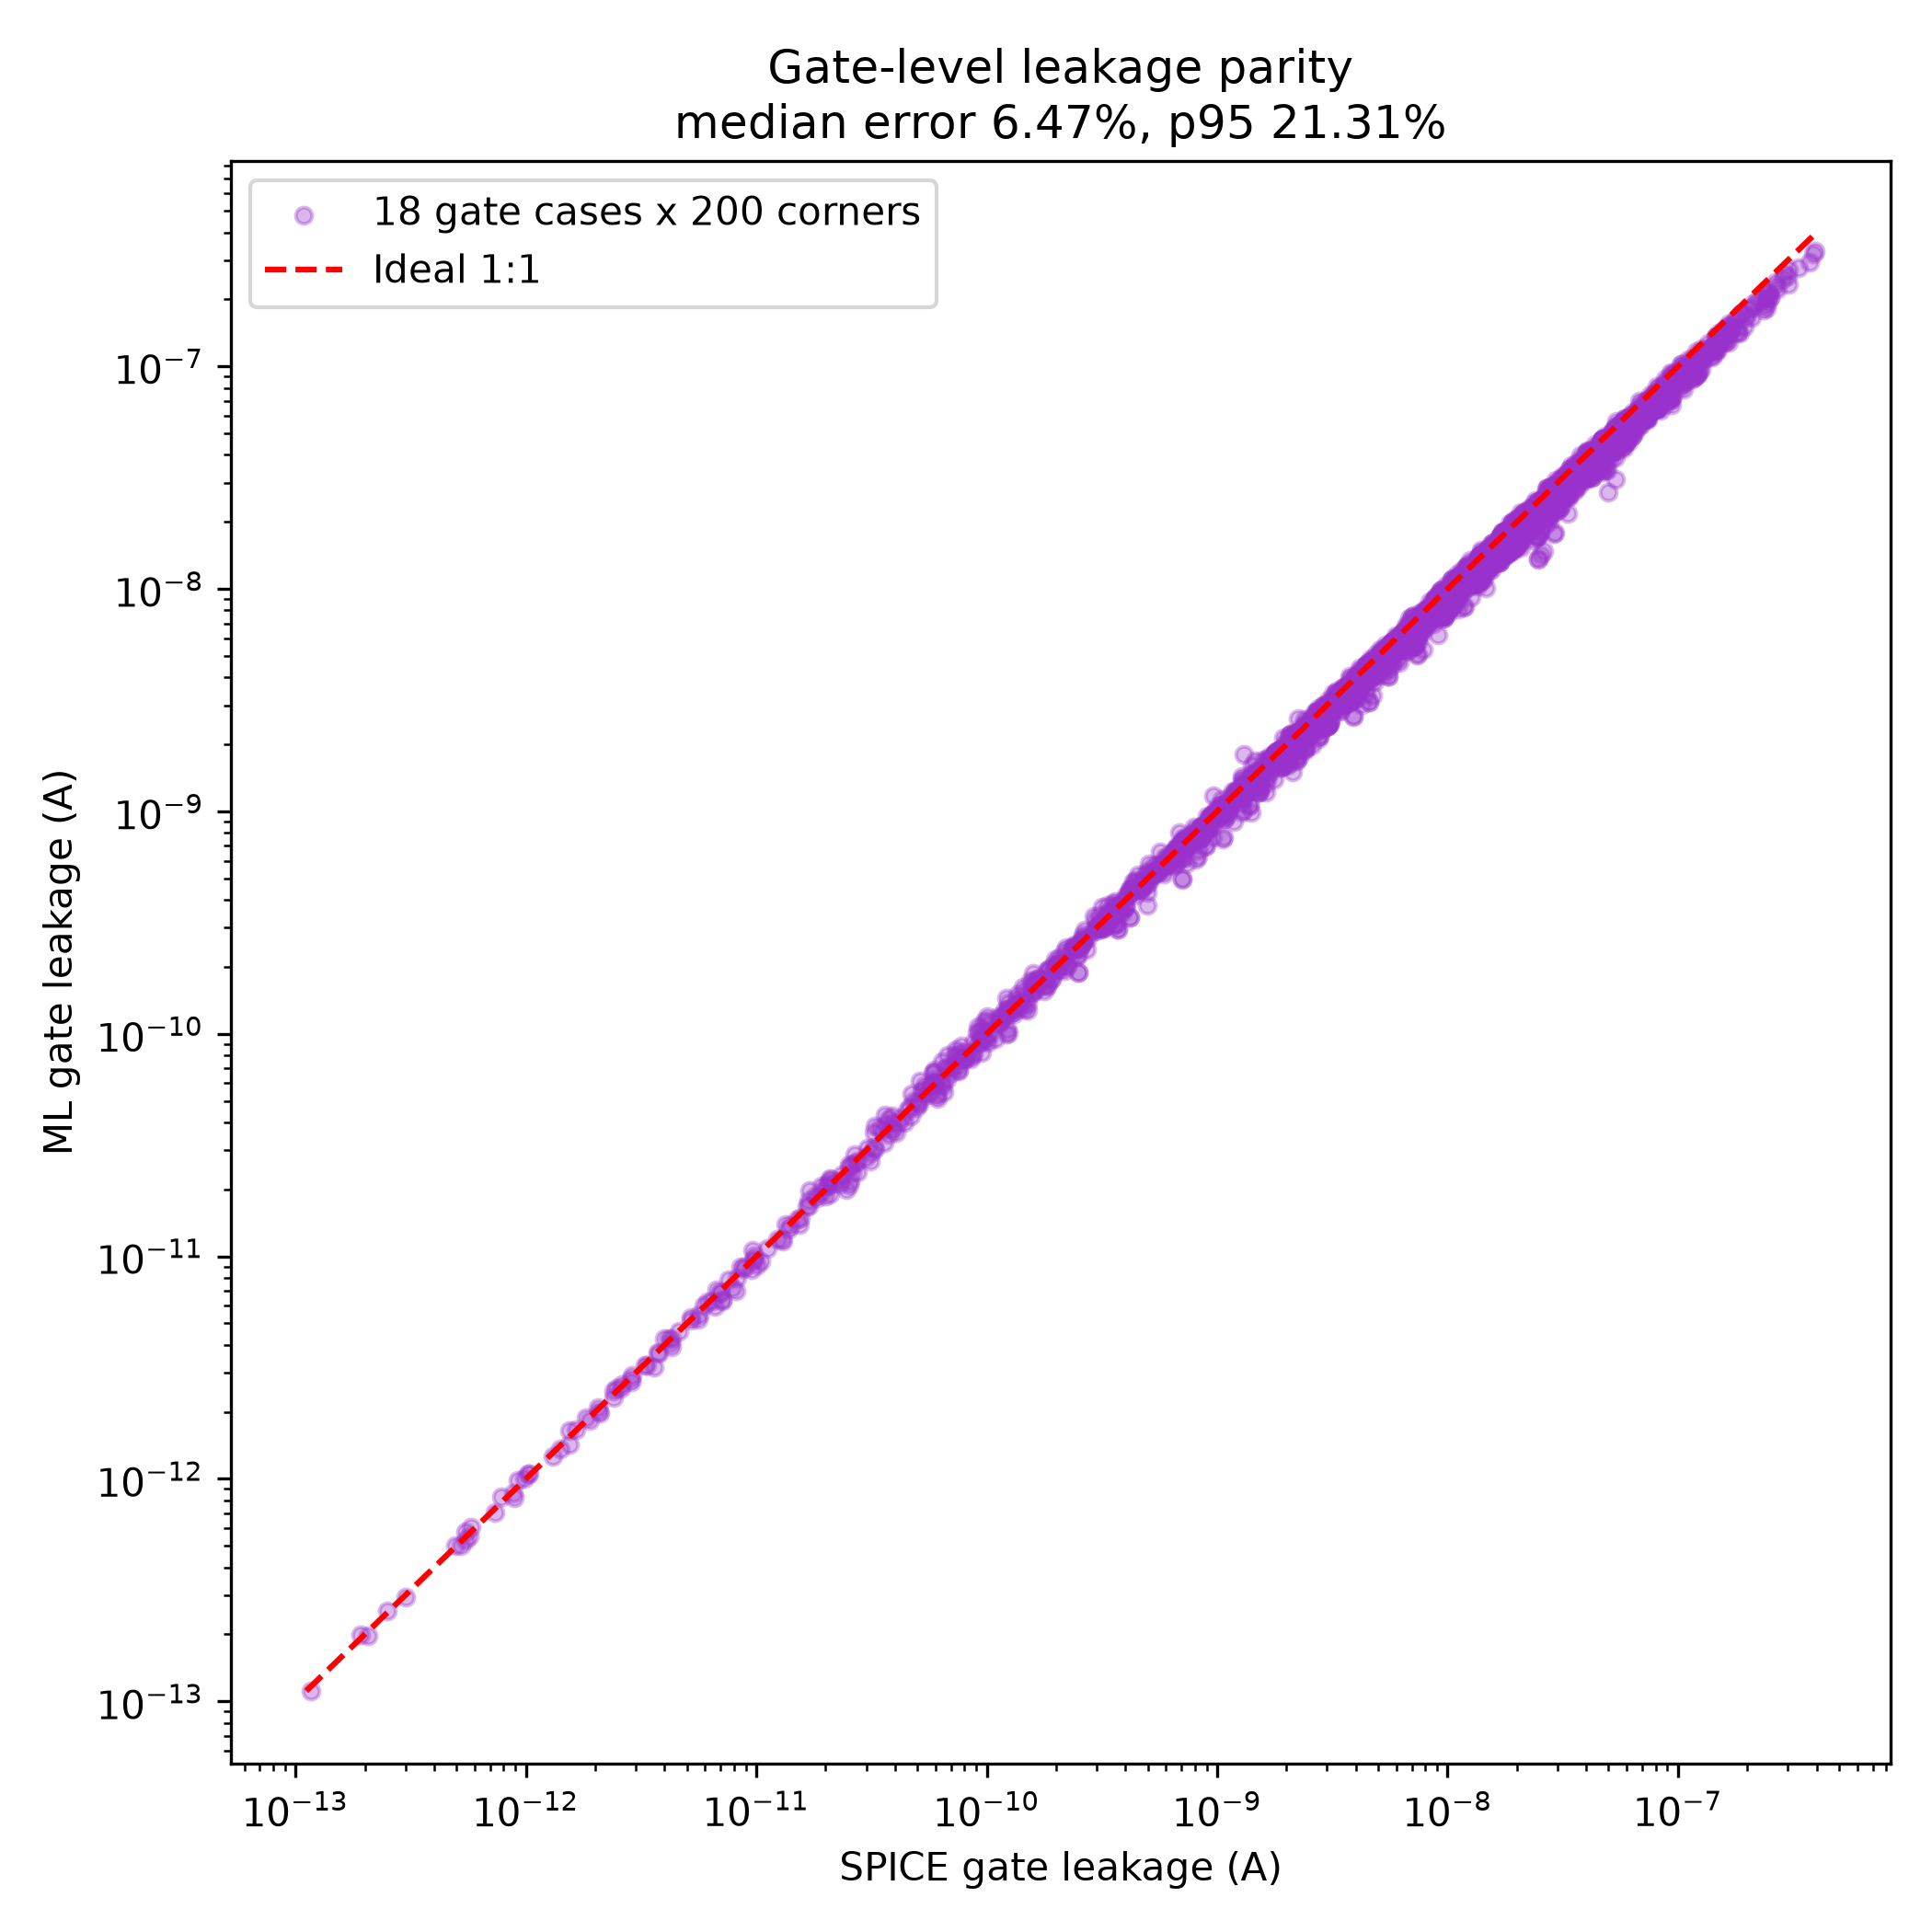 Gate-level leakage parity
median error 6.47%, p95 21.31%
18 gate cases x 200 corners
Ideal 1:1
ML gate leakage (A)
10⁻⁷
10⁻⁸
10⁻⁹
10⁻¹⁰
10⁻¹¹
10⁻¹²
10⁻¹³
10⁻¹³ 10⁻¹² 10⁻¹¹ 10⁻¹⁰ 10⁻⁹ 10⁻⁸ 10⁻⁷
SPICE gate leakage (A)